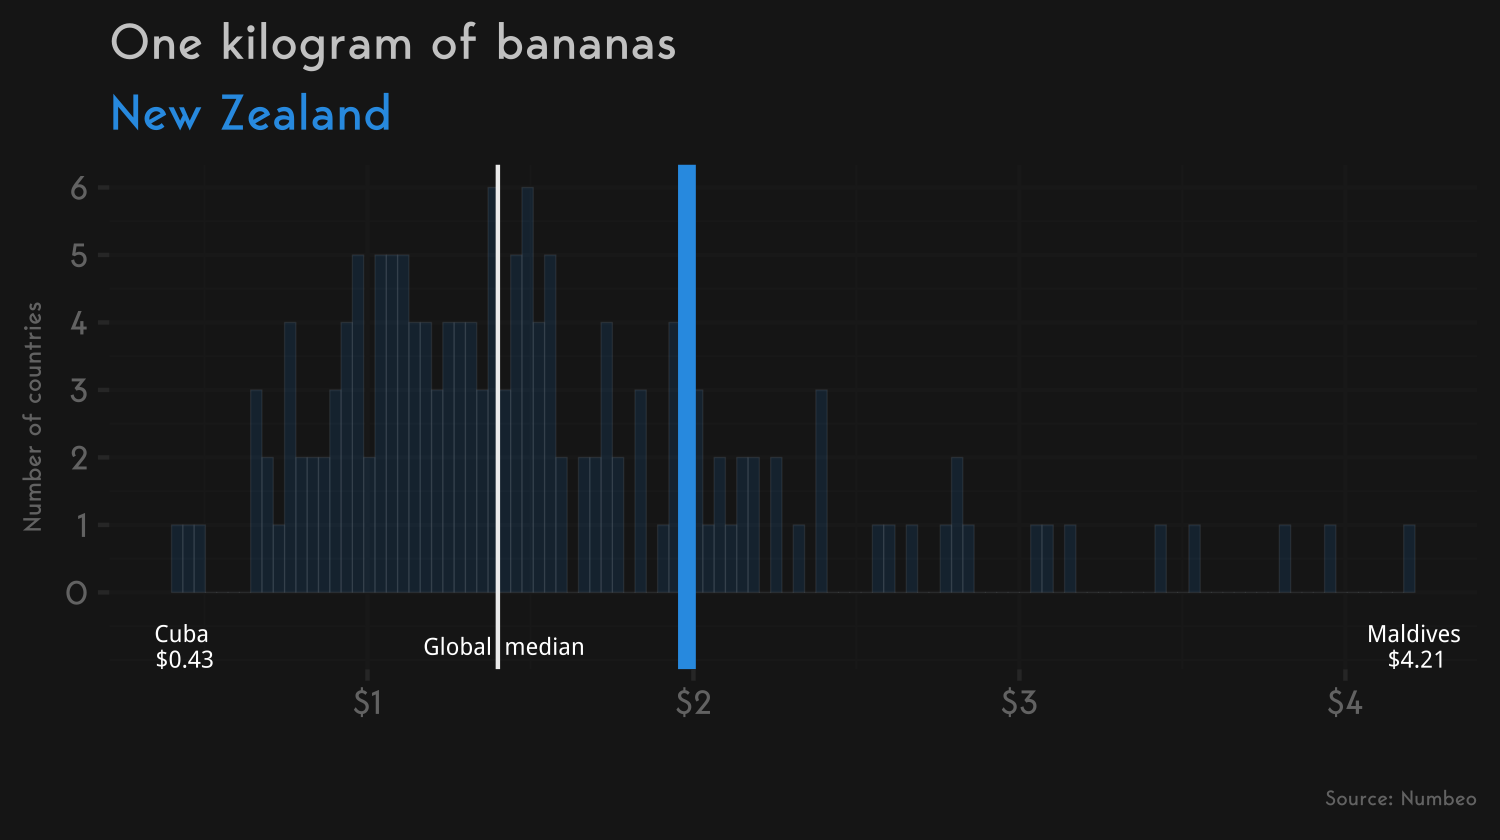 One kilogram of bananas
New Zealand
Number of countries
6
5
4
3
2
1
0
Cuba
$0.43
Global median
Maldives
$4.21
$1 $2 $3 $4
Source: Numbeo